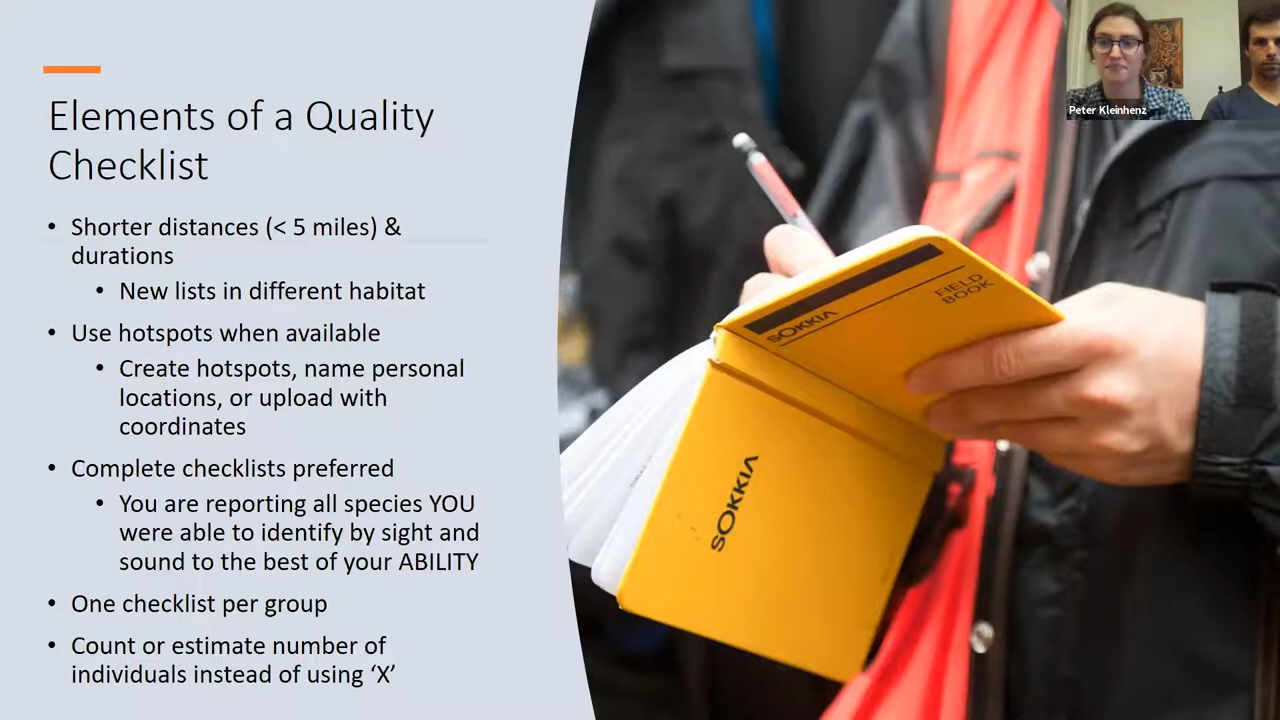 Elements of a Quality
Checklist
• Shorter distances (< 5 miles) &
durations
• New lists in different habitat
• Use hotspots when available
• Create hotspots, name personal
locations, or upload with
coordinates
• Complete checklists preferred
• You are reporting all species YOU
were able to identify by sight and
sound to the best of your ABILITY
• One checklist per group
• Count or estimate number of
individuals instead of using ‘X’
Peter Kleinhenz
SOKKIA
FIELD
BOOK
SOKKIA